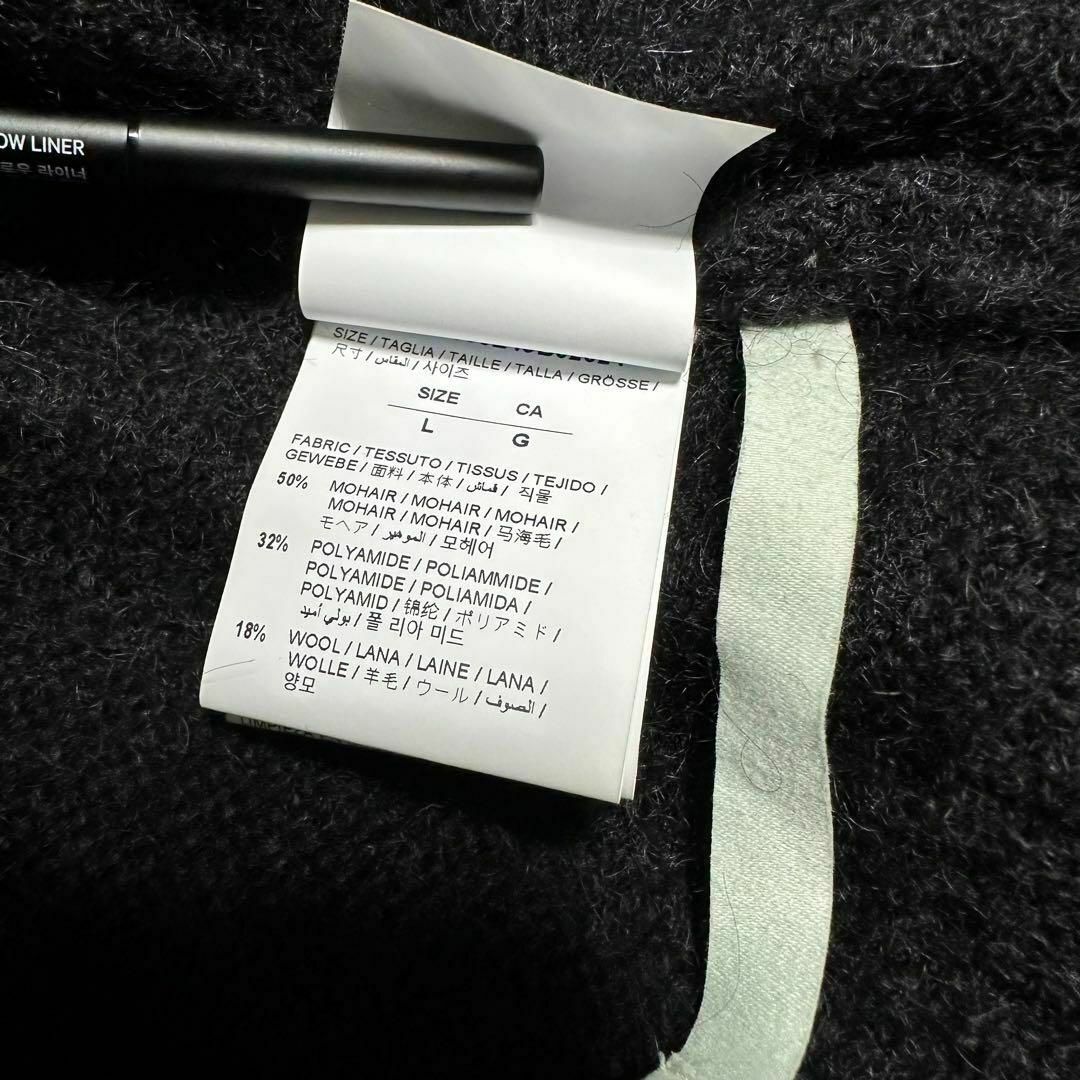 OW LINER
로우 라이너
SIZE / TAGLIA / TAILLE / TALLA / GRÖSSE /
尺寸 / المقاس / 사이즈
SIZE CA
L G
FABRIC / TESSUTO / TISSUS / TEJIDO /
GEWEBE / 面料 / 本体 / قماش / 직물
50% MOHAIR / MOHAIR / MOHAIR /
MOHAIR / MOHAIR / 马海毛 /
モヘア / الموهير / 모헤어
32% POLYAMIDE / POLIAMMIDE /
POLYAMIDE / POLIAMIDA /
POLYAMID / 锦纶 / ポリアミド /
بولي أميد / 폴 리아 미드
18% WOOL / LANA / LAINE / LANA /
WOLLE / 羊毛 / ウール / الصوف /
양모